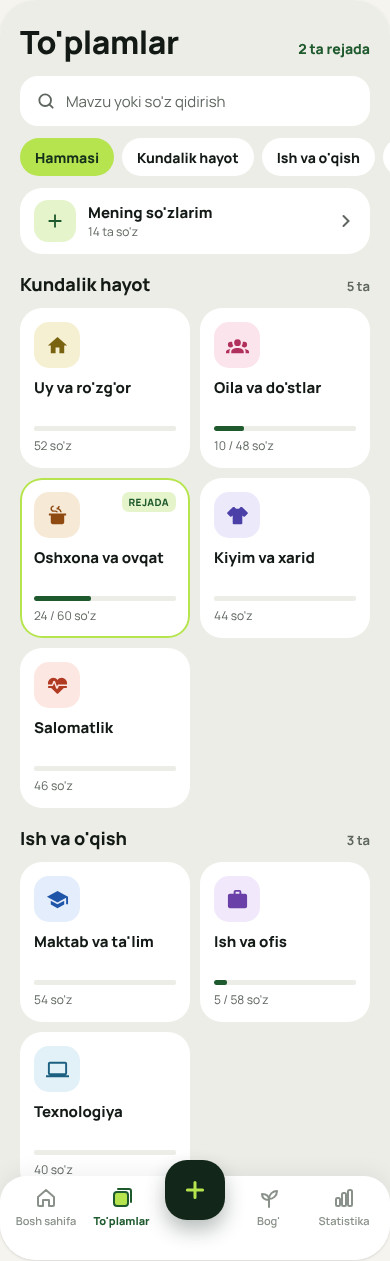 To'plamlar
2 ta rejada
Mavzu yoki so'z qidirish
Hammasi
Kundalik hayot
Ish va o'qish
Mening so'zlarim
14 ta so'z
Kundalik hayot
5 ta
Uy va ro'zg'or
52 so'z
Oila va do'stlar
10 / 48 so'z
REJADA
Oshxona va ovqat
24 / 60 so'z
Kiyim va xarid
44 so'z
Salomatlik
46 so'z
Ish va o'qish
3 ta
Maktab va ta'lim
54 so'z
Ish va ofis
5 / 58 so'z
Texnologiya
40 so'z
Bosh sahifa
To'plamlar
Bog'
Statistika